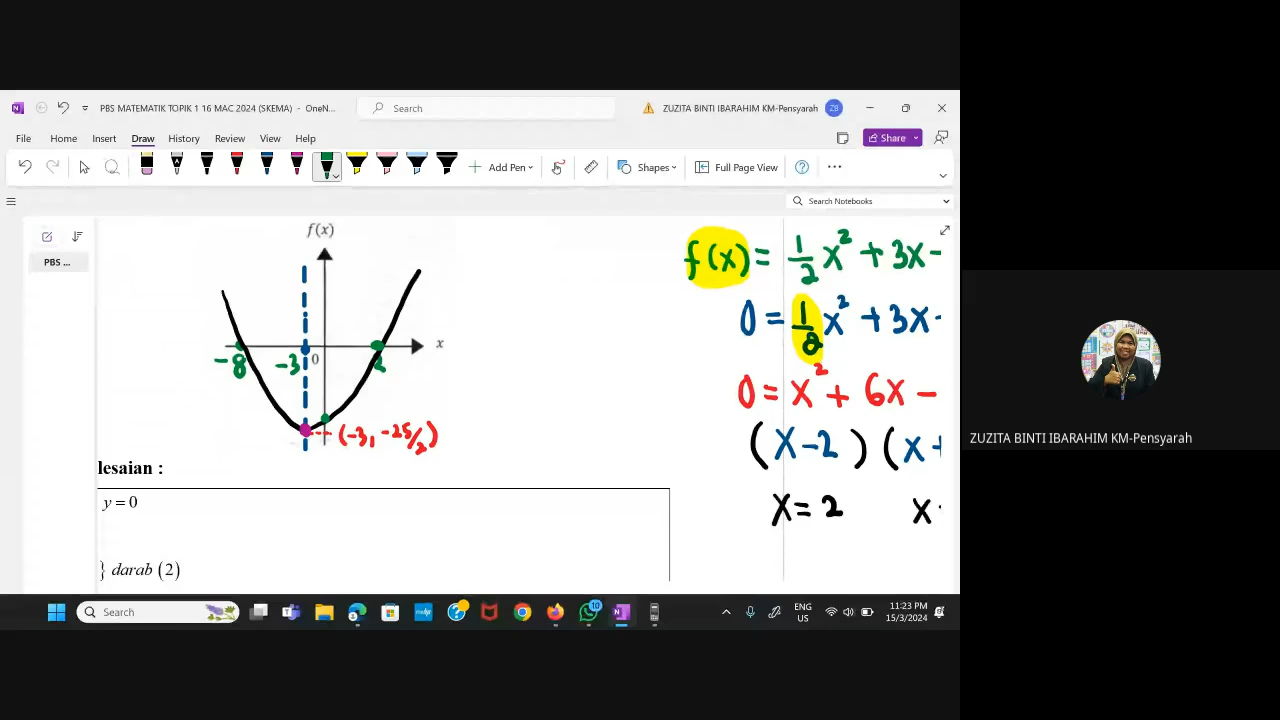 PBS MATEMATIK TOPIK 1 16 MAC 2024 (SKEMA) - OneN...
Search
ZUZITA BINTI IBARAHIM KM-Pensyarah
ZB
File Home Insert Draw History Review View Help
Share
Add Pen
Shapes
Full Page View
Search Notebooks
PBS ...
f(x)
x
0
-8
-3
2
(-3, -25/2)
f(x) = 1/2 x² + 3x -
0 = 1/2 x² + 3x -
0 = x² + 6x -
(x-2) (x+
x = 2 x
lesaian :
y = 0
} darab (2)
ZUZITA BINTI IBARAHIM KM-Pensyarah
Search
10
ENG
US
11:23 PM
15/3/2024